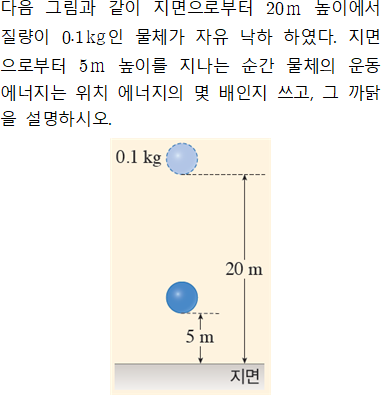 다음 그림과 같이 지면으로부터 20m 높이에서
질량이 0.1kg인 물체가 자유 낙하 하였다. 지면
으로부터 5m 높이를 지나는 순간 물체의 운동
에너지는 위치 에너지의 몇 배인지 쓰고, 그 까닭
을 설명하시오.
0.1 kg
20 m
5 m
지면